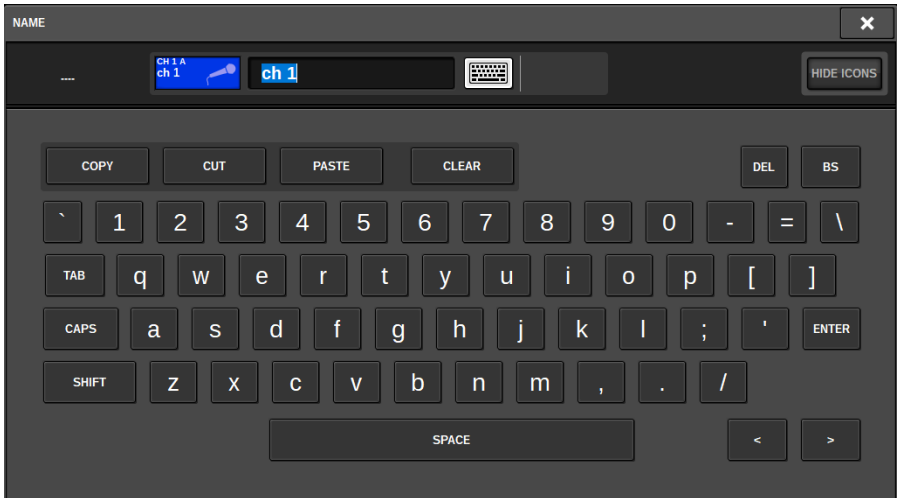 NAME
CH 1 A
ch 1
ch 1
----
HIDE ICONS
COPY CUT PASTE CLEAR DEL BS
` 1 2 3 4 5 6 7 8 9 0 - = \
TAB q w e r t y u i o p [ ]
CAPS a s d f g h j k l ; ' ENTER
SHIFT z x c v b n m , . /
SPACE < >